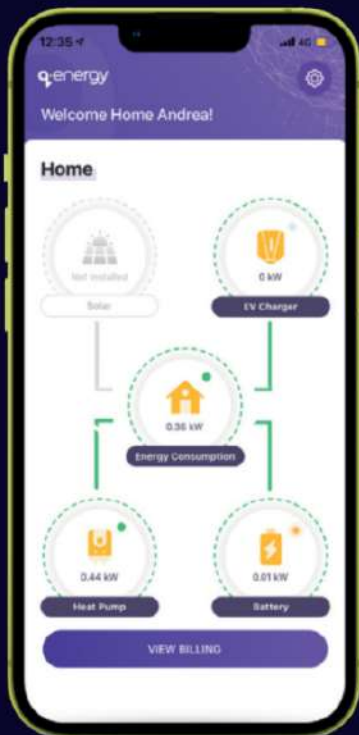 12:35
4G
q-energy
Welcome Home Andrea!
Home
Not Installed
Solar
0 kW
EV Charger
0.36 kW
Energy Consumption
0.44 kW
Heat Pump
0.01 kW
Battery
VIEW BILLING